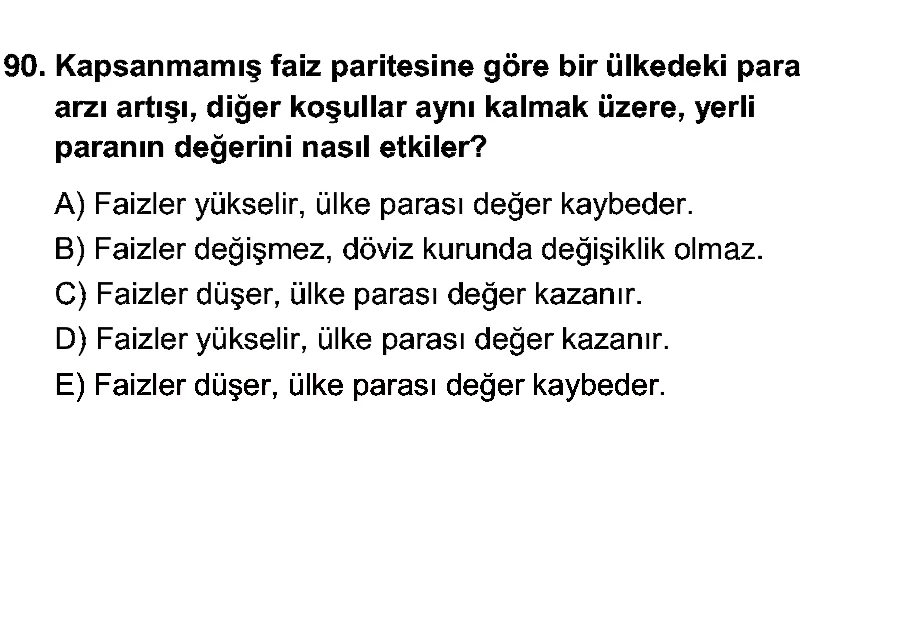 90. Kapsanmamış faiz paritesine göre bir ülkedeki para
arzı artışı, diğer koşullar aynı kalmak üzere, yerli
paranın değerini nasıl etkiler?
A) Faizler yükselir, ülke parası değer kaybeder.
B) Faizler değişmez, döviz kurunda değişiklik olmaz.
C) Faizler düşer, ülke parası değer kazanır.
D) Faizler yükselir, ülke parası değer kazanır.
E) Faizler düşer, ülke parası değer kaybeder.